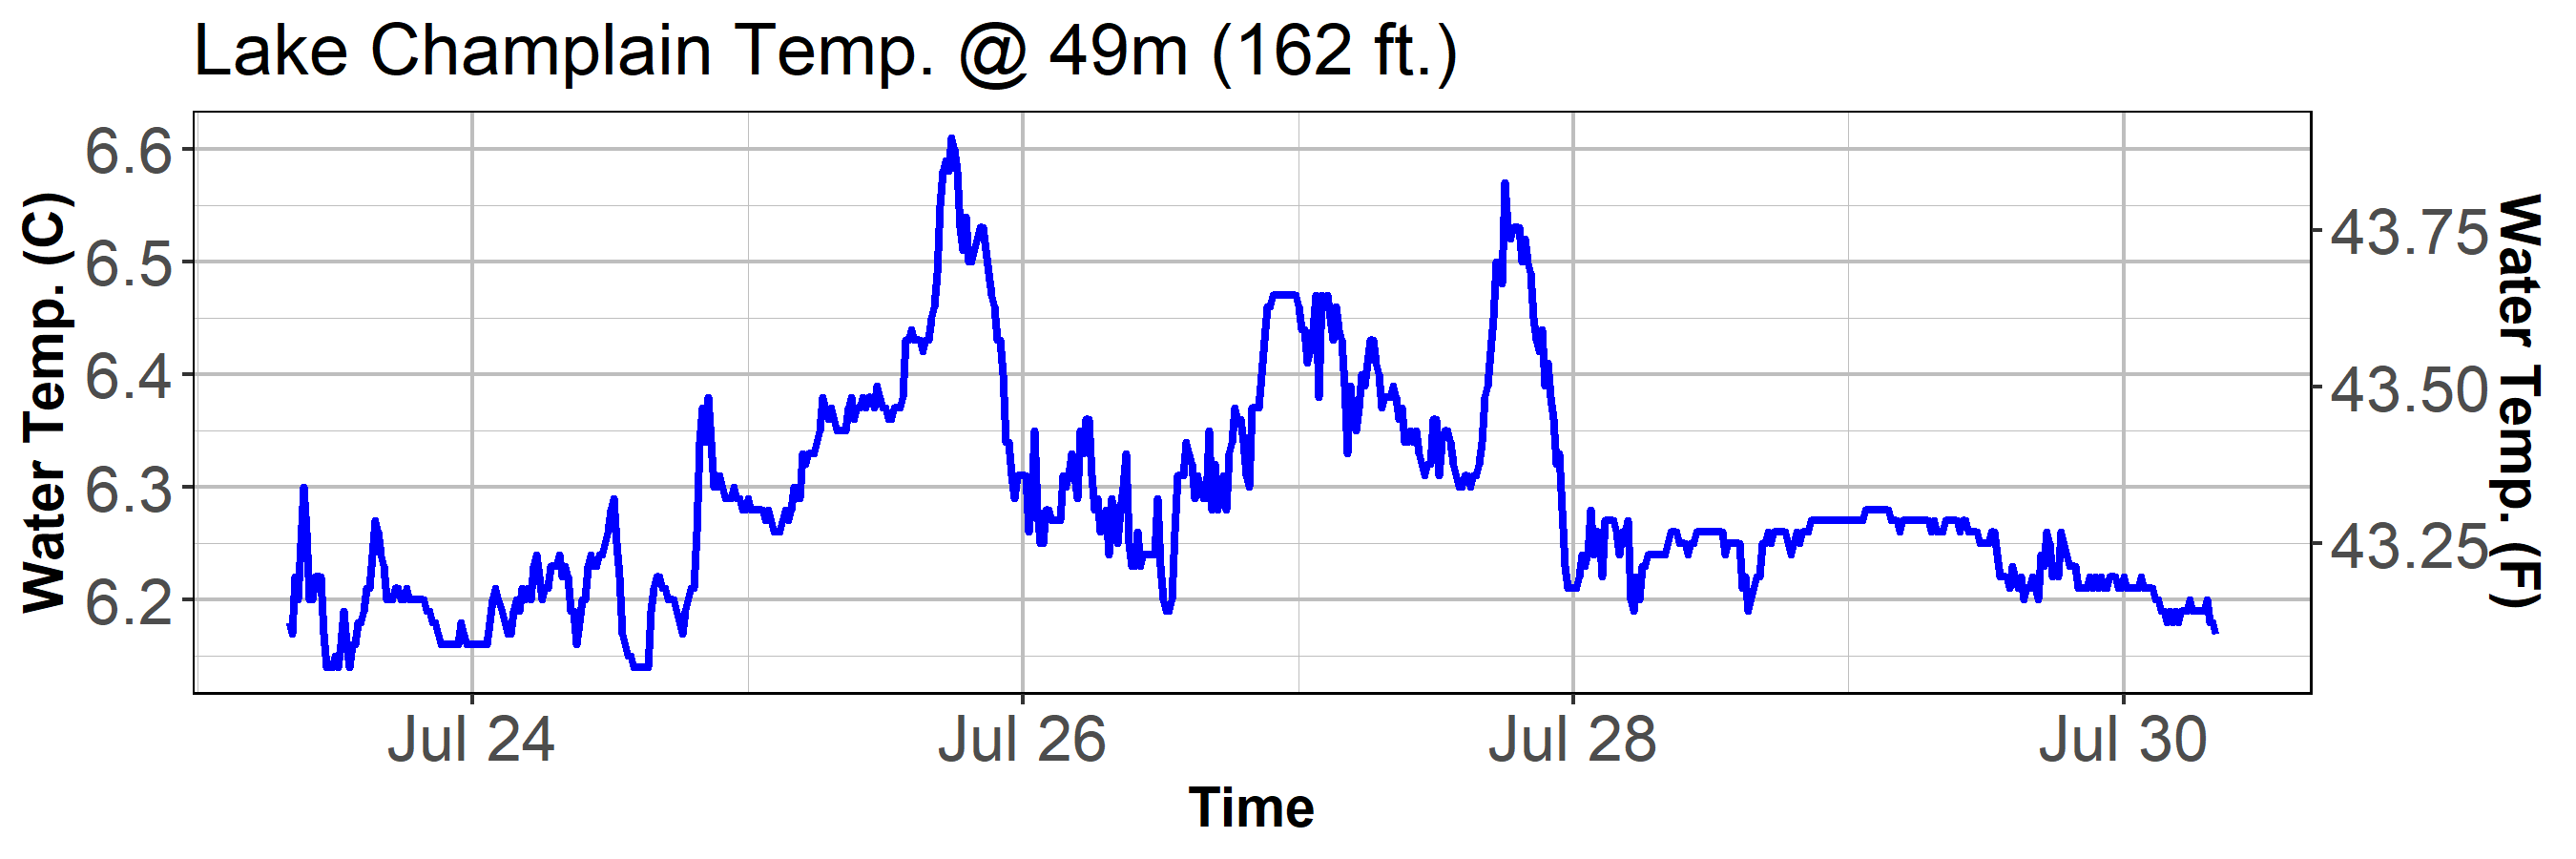 Lake Champlain Temp. @ 49m (162 ft.)
Water Temp. (C)
6.6
6.5
6.4
6.3
6.2
43.75
43.50
43.25
Water Temp. (F)
Jul 24
Jul 26
Jul 28
Jul 30
Time